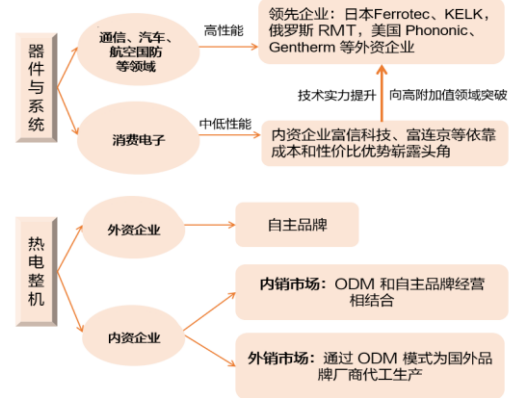 器件与系统
通信、汽车、
航空国防
等领域
高性能
领先企业：日本Ferrotec、KELK，
俄罗斯 RMT，美国 Phononic、
Gentherm 等外资企业
技术实力提升
向高附加值领域突破
消费电子
中低性能
内资企业富信科技、富连京等依靠
成本和性价比优势崭露头角
热电整机
外资企业
自主品牌
内资企业
内销市场：ODM 和自主品牌经营
相结合
外销市场：通过 ODM 模式为国外品
牌厂商代工生产